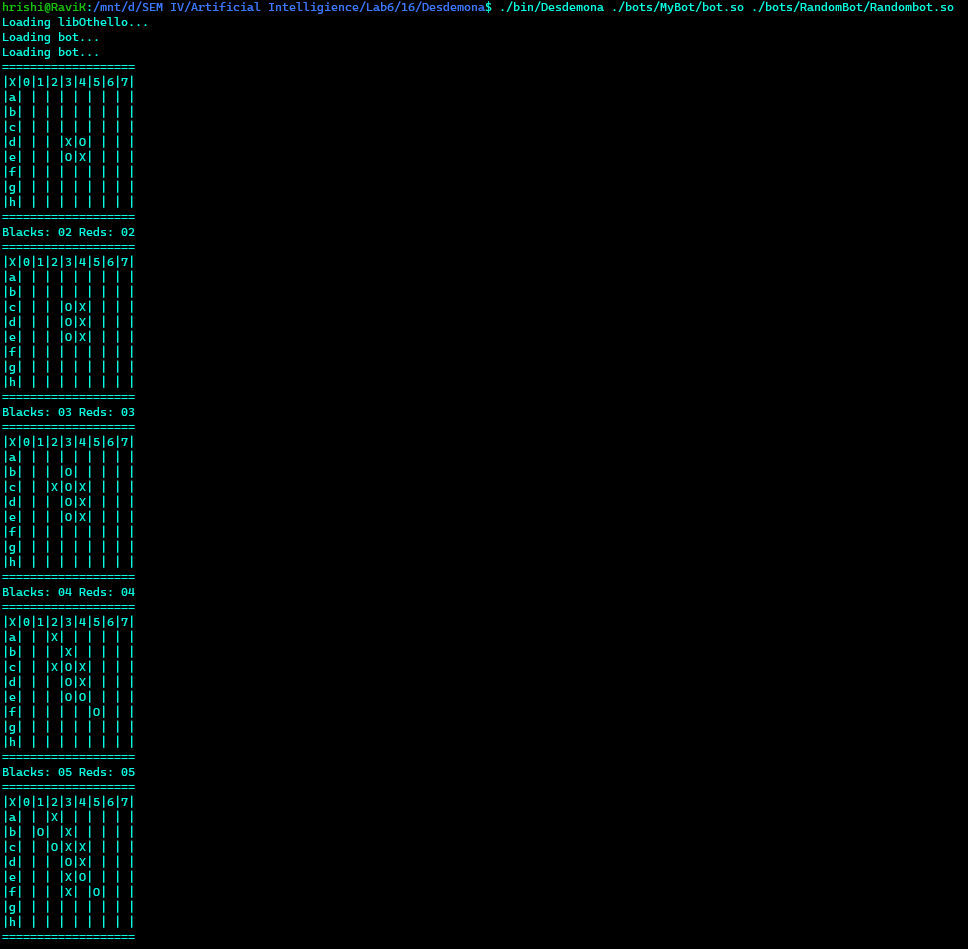 hrishi@RaviK:/mnt/d/SEM IV/Artificial Intelligience/Lab6/16/Desdemona$ ./bin/Desdemona ./bots/MyBot/bot.so ./bots/RandomBot/Randombot.so
Loading libOthello...
Loading bot...
Loading bot...
===================
|X|0|1|2|3|4|5|6|7|
|a| | | | | | | | |
|b| | | | | | | | |
|c| | | | | | | | |
|d| | | |X|O| | | |
|e| | | |O|X| | | |
|f| | | | | | | | |
|g| | | | | | | | |
|h| | | | | | | | |
===================
Blacks: 02 Reds: 02
===================
|X|0|1|2|3|4|5|6|7|
|a| | | | | | | | |
|b| | | | | | | | |
|c| | | |O|X| | | |
|d| | | |O|X| | | |
|e| | | |O|X| | | |
|f| | | | | | | | |
|g| | | | | | | | |
|h| | | | | | | | |
===================
Blacks: 03 Reds: 03
===================
|X|0|1|2|3|4|5|6|7|
|a| | | | | | | | |
|b| | | |O| | | | |
|c| | |X|O|X| | | |
|d| | | |O|X| | | |
|e| | | |O|X| | | |
|f| | | | | | | | |
|g| | | | | | | | |
|h| | | | | | | | |
===================
Blacks: 04 Reds: 04
===================
|X|0|1|2|3|4|5|6|7|
|a| | |X| | | | | |
|b| | | |X| | | | |
|c| | |X|O|X| | | |
|d| | | |O|X| | | |
|e| | | |O|O| | | |
|f| | | | | |O| | |
|g| | | | | | | | |
|h| | | | | | | | |
===================
Blacks: 05 Reds: 05
===================
|X|0|1|2|3|4|5|6|7|
|a| | |X| | | | | |
|b| |O| |X| | | | |
|c| | |O|X|X| | | |
|d| | | |O|X| | | |
|e| | | |X|O| | | |
|f| | | |X| |O| | |
|g| | | | | | | | |
|h| | | | | | | | |
===================